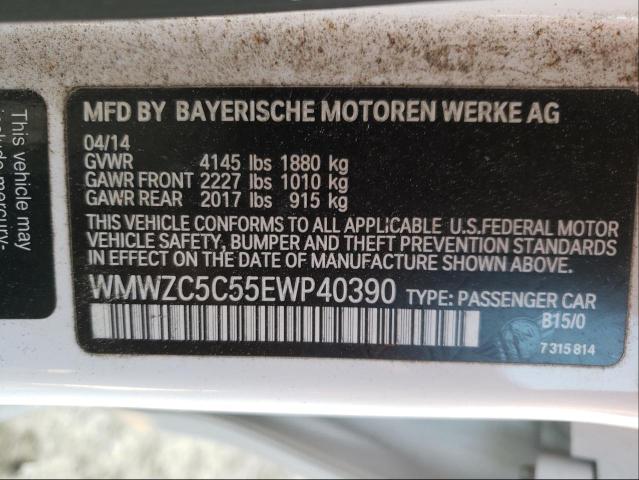 This vehicle may
include mercury-
MFD BY BAYERISCHE MOTOREN WERKE AG
04/14
GVWR 4145 lbs 1880 kg
GAWR FRONT 2227 lbs 1010 kg
GAWR REAR 2017 lbs 915 kg
THIS VEHICLE CONFORMS TO ALL APPLICABLE U.S.FEDERAL MOTOR
VEHICLE SAFETY, BUMPER AND THEFT PREVENTION STANDARDS
IN EFFECT ON THE DATE OF MANUFACTURE SHOWN ABOVE.
WMWZC5C55EWP40390 TYPE: PASSENGER CAR
B15/0
7315814